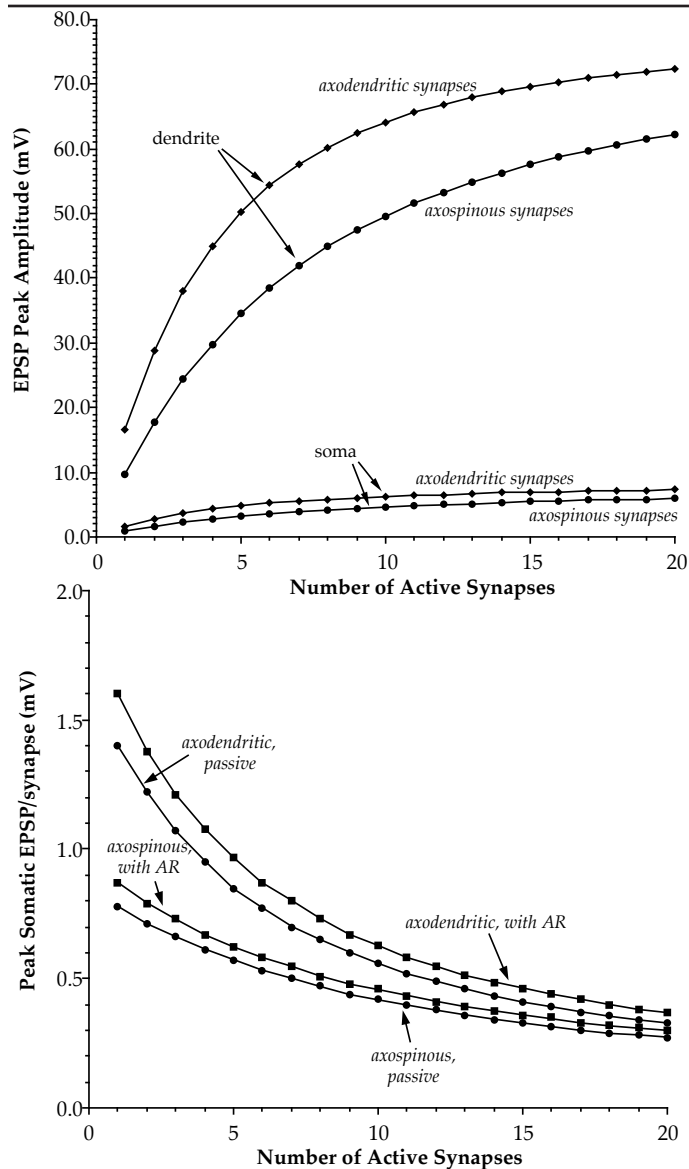 80.0
70.0
60.0
50.0
40.0
30.0
20.0
10.0
0.0
EPSP Peak Amplitude (mV)
axodendritic synapses
dendrite
axospinous synapses
soma
axodendritic synapses
axospinous synapses
0 5 10 15 20
Number of Active Synapses
2.0
1.5
1.0
0.5
0.0
Peak Somatic EPSP/synapse (mV)
axodendritic,
passive
axospinous,
with AR
axodendritic, with AR
axospinous,
passive
0 5 10 15 20
Number of Active Synapses